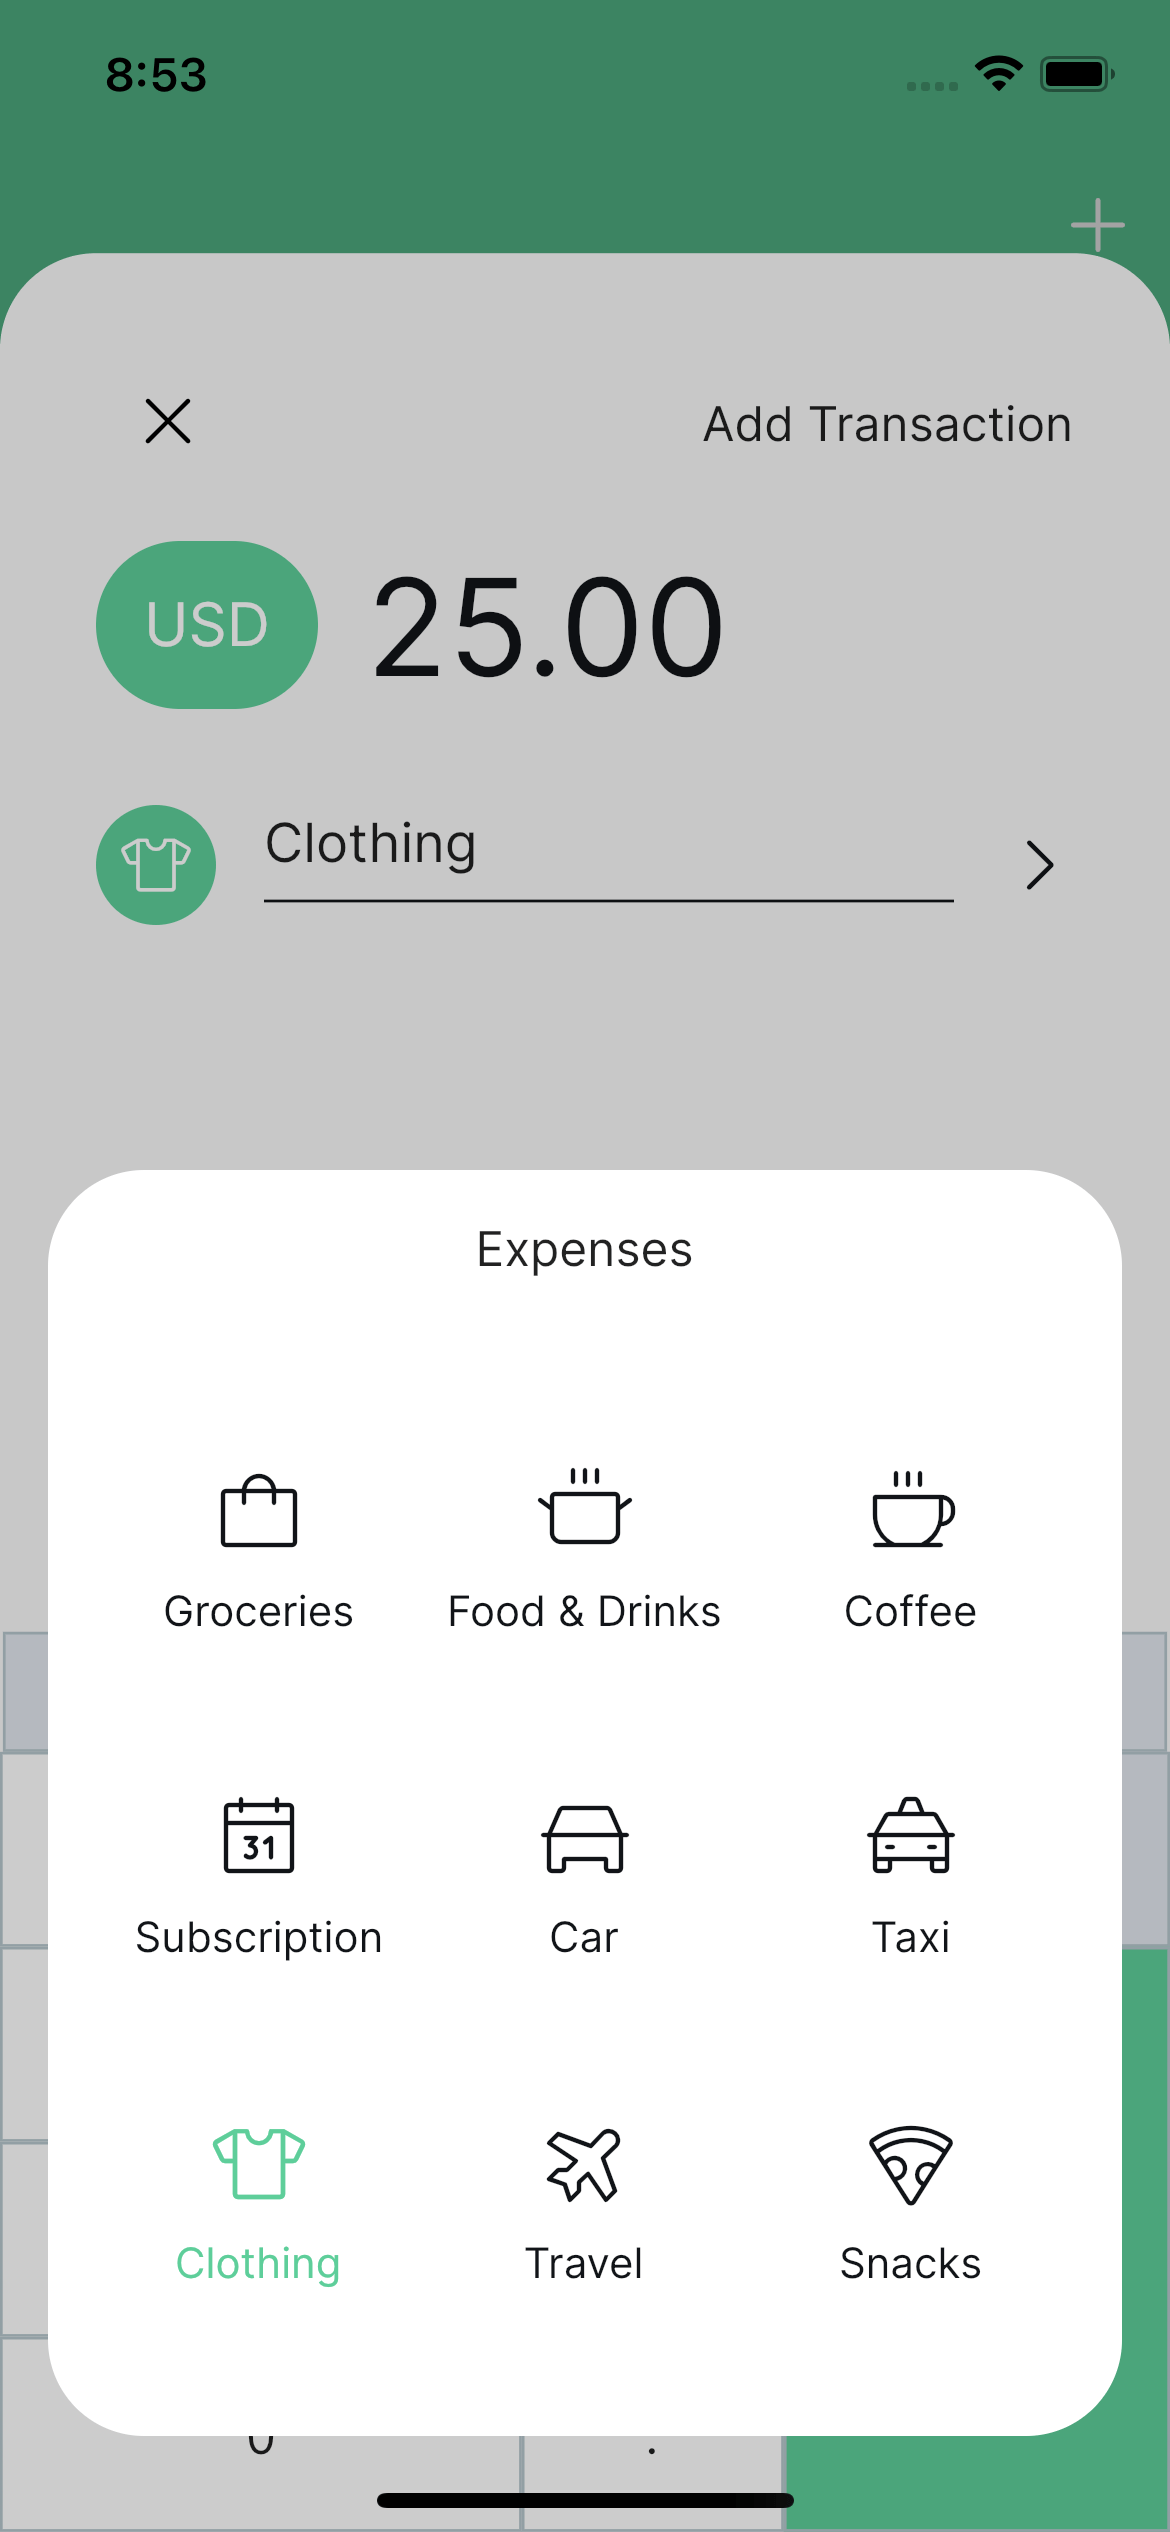 8:53
Add Transaction
USD 25.00
Clothing
Expenses
Groceries Food & Drinks Coffee
31
Subscription Car Taxi
Clothing Travel Snacks
0 .